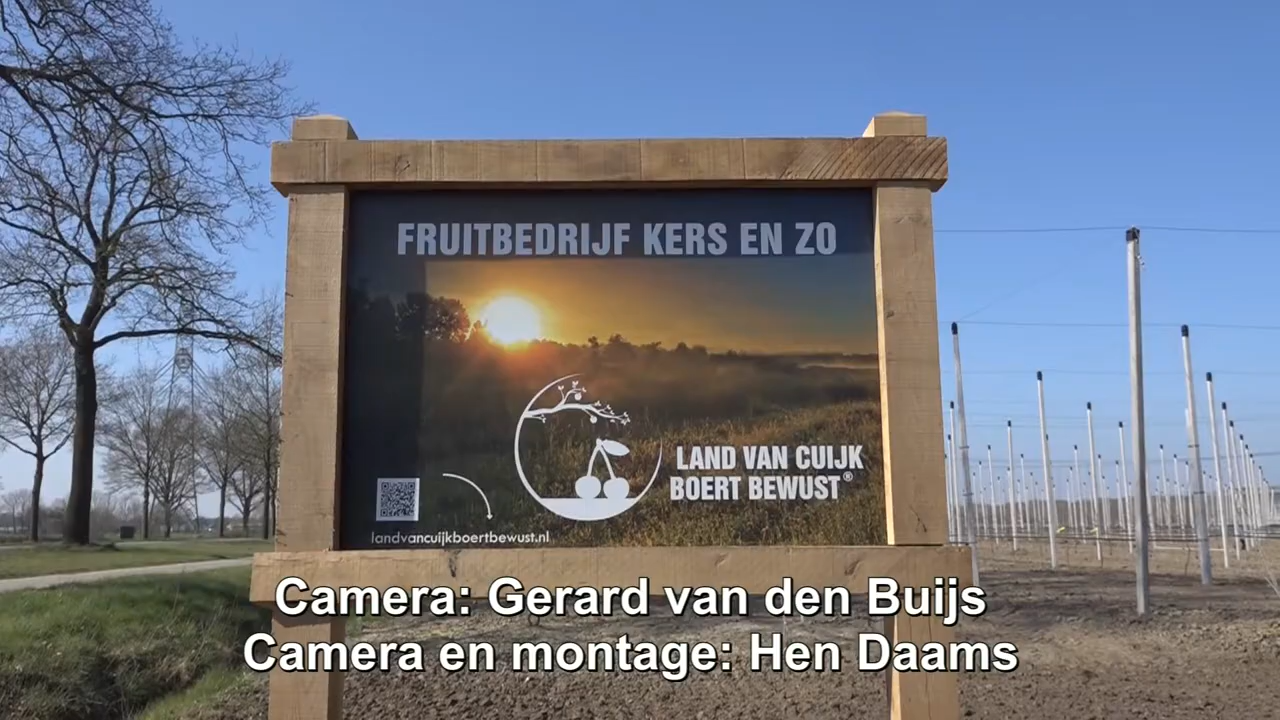 FRUITBEDRIJF KERS EN ZO
LAND VAN CUIJK
BOERT BEWUST®
landvancuijkboertbewust.nl
Camera: Gerard van den Buijs
Camera en montage: Hen Daams